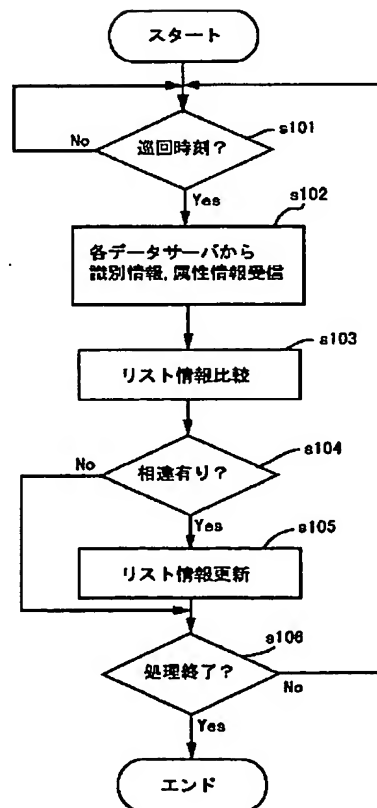 スタート
s101
No
巡回時刻?
Yes
s102
各データサーバから
識別情報,属性情報受信
s103
リスト情報比較
s104
No
相違有り?
Yes
s105
リスト情報更新
s106
処理終了?
No
Yes
エンド